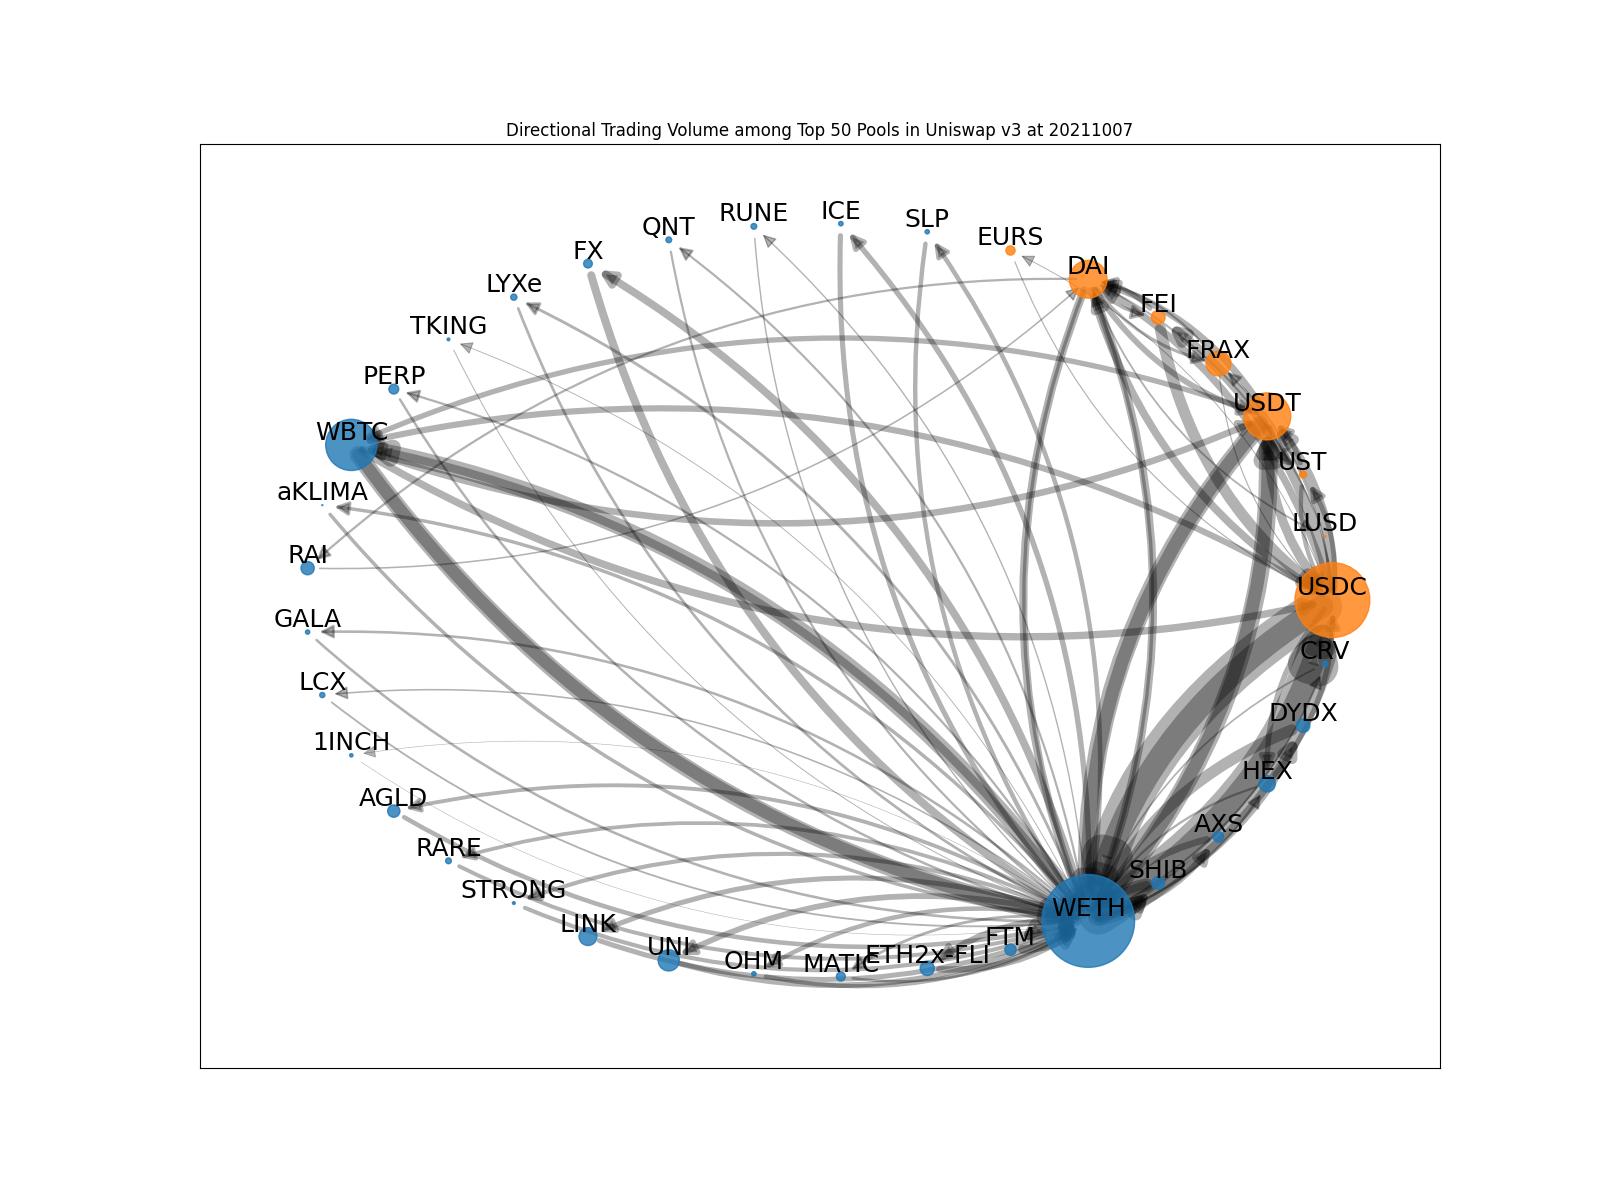 Directional Trading Volume among Top 50 Pools in Uniswap v3 at 20211007
ICE
RUNE
SLP
QNT
EURS
FX
DAI
LYXe
FEI
TKING
FRAX
PERP
USDT
WBTC
UST
aKLIMA
LUSD
RAI
USDC
GALA
CRV
LCX
DYDX
1INCH
HEX
AGLD
AXS
RARE
SHIB
STRONG
WETH
LINK
FTM
UNI
ETH2x-FLI
OHM
MATIC